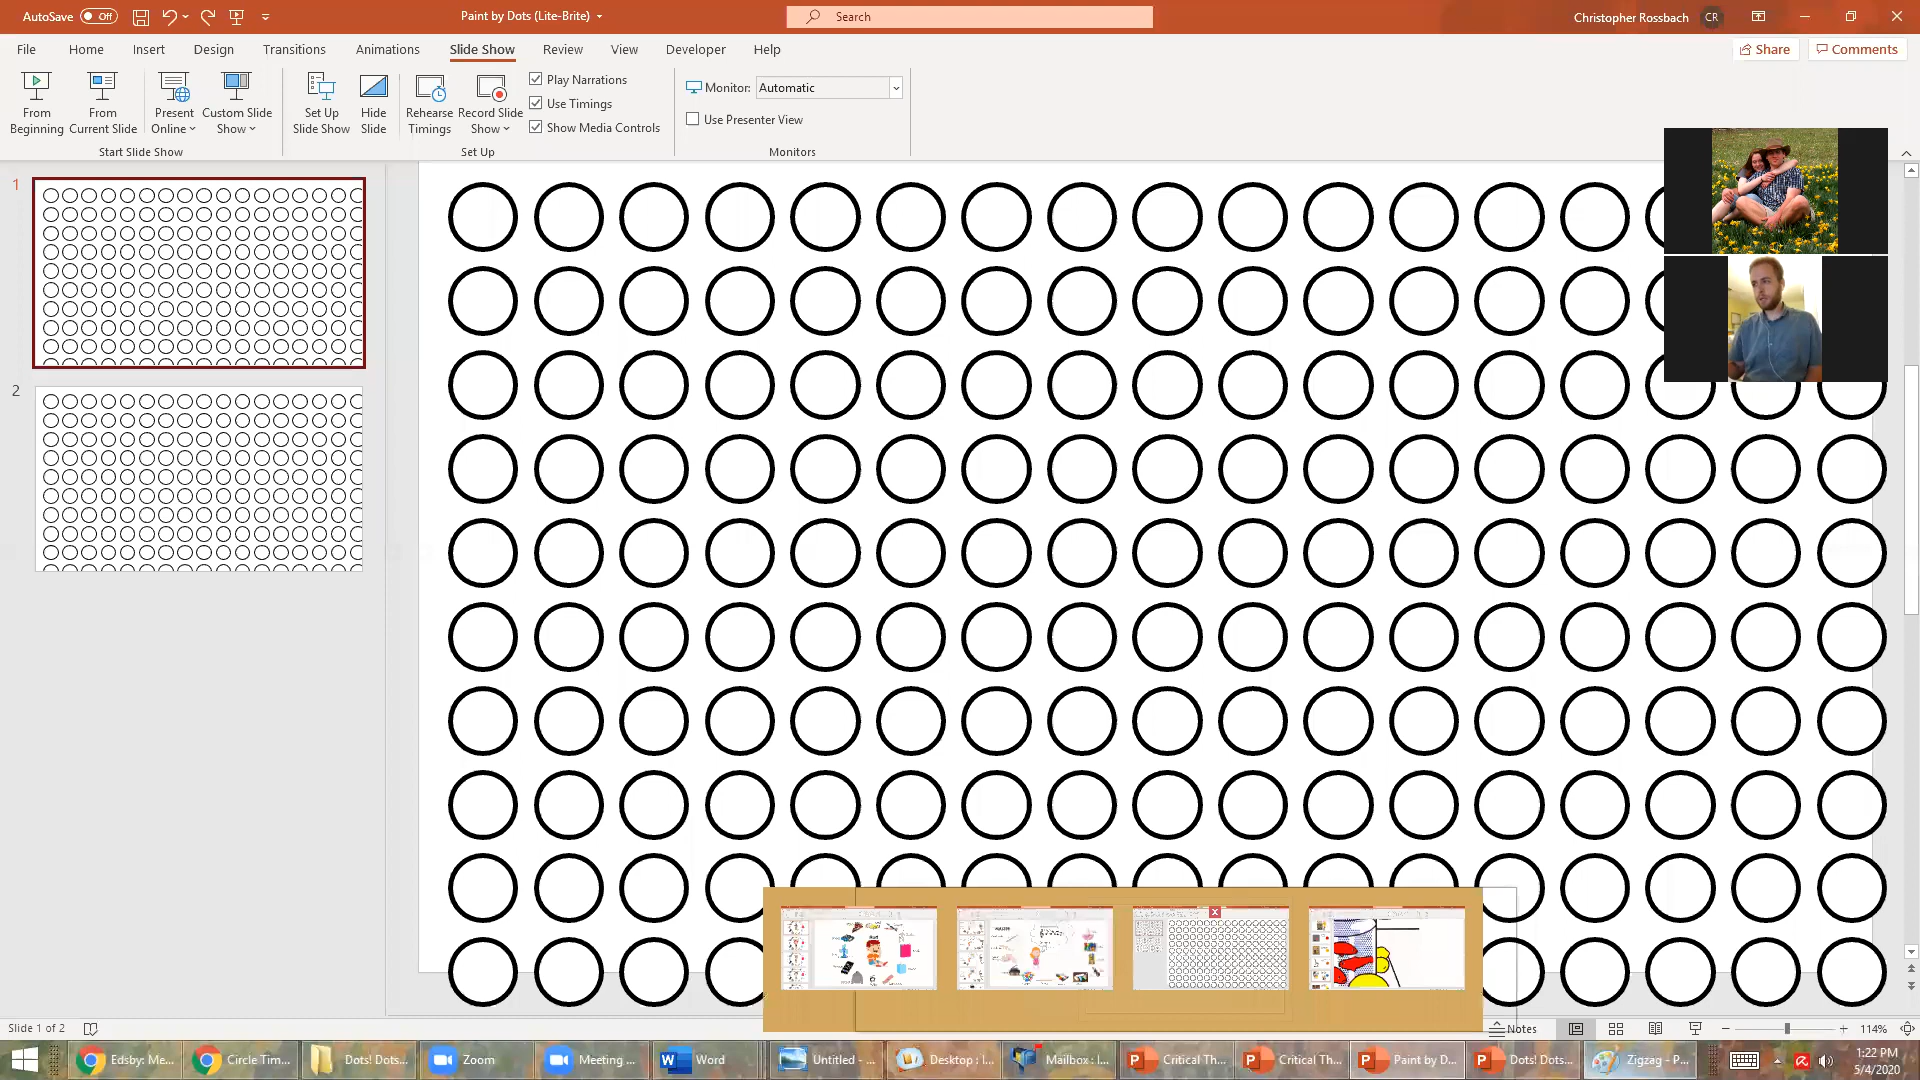 AutoSave Off
Paint by Dots (Lite-Brite)
Search
Christopher Rossbach CR
File Home Insert Design Transitions Animations Slide Show Review View Developer Help
Share Comments
From Beginning
From Current Slide
Present Online
Custom Slide Show
Start Slide Show
Set Up Slide Show
Hide Slide
Rehearse Timings
Record Slide Show
Play Narrations
Use Timings
Show Media Controls
Set Up
Monitor: Automatic
Use Presenter View
Monitors
1
2
Slide 1 of 2
Notes
114%
Edsby: Me...
Circle Tim...
Dots! Dots...
Zoom
Meeting ...
Word
Untitled - ...
Desktop : I...
Mailbox : I...
Critical Th...
Critical Th...
Paint by D...
Dots! Dots...
Zigzag - P...
1:22 PM
5/4/2020